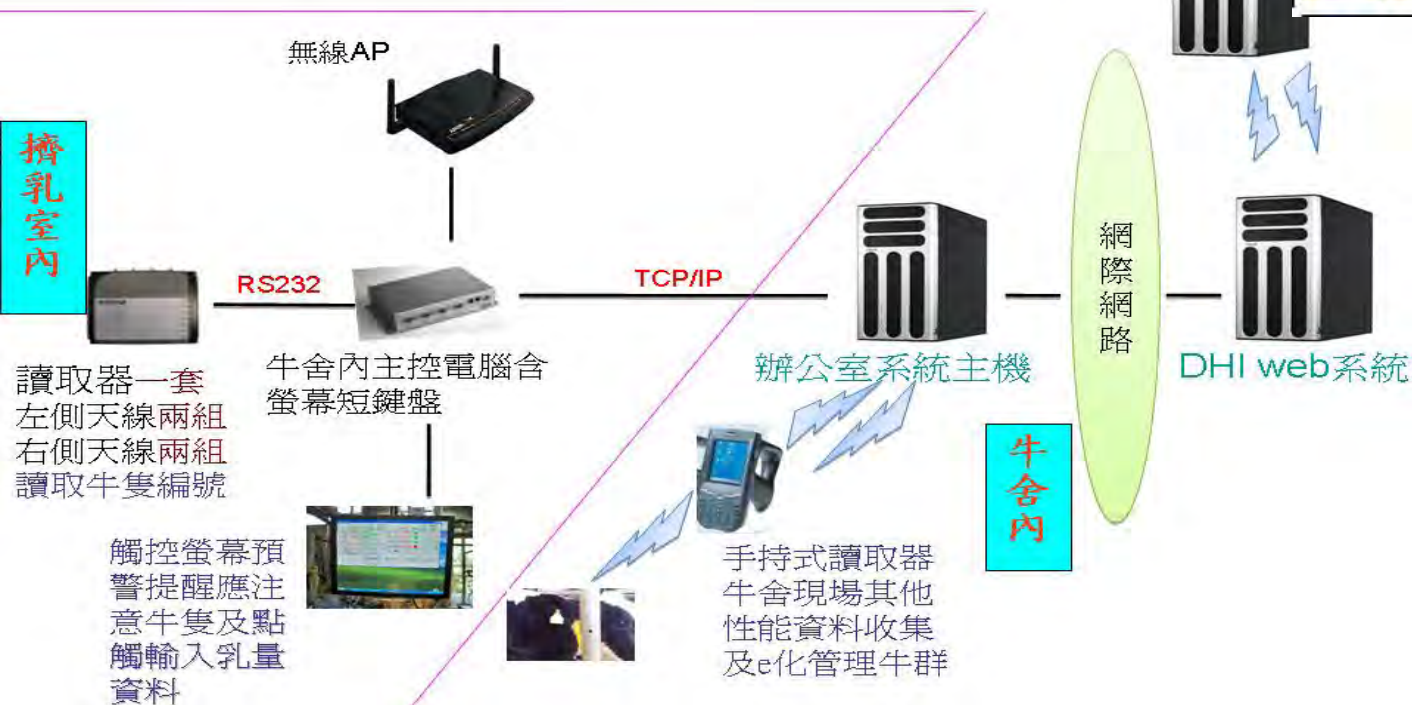 無線AP
擠乳室內
RS232
TCP/IP
網際網路
讀取器一套
左側天線兩組
右側天線兩組
讀取牛隻編號
牛舍內主控電腦含
螢幕短鍵盤
辦公室系統主機
DHI web系統
牛舍內
觸控螢幕預
警提醒應注
意牛隻及點
觸輸入乳量
資料
手持式讀取器
牛舍現場其他
性能資料收集
及e化管理牛群